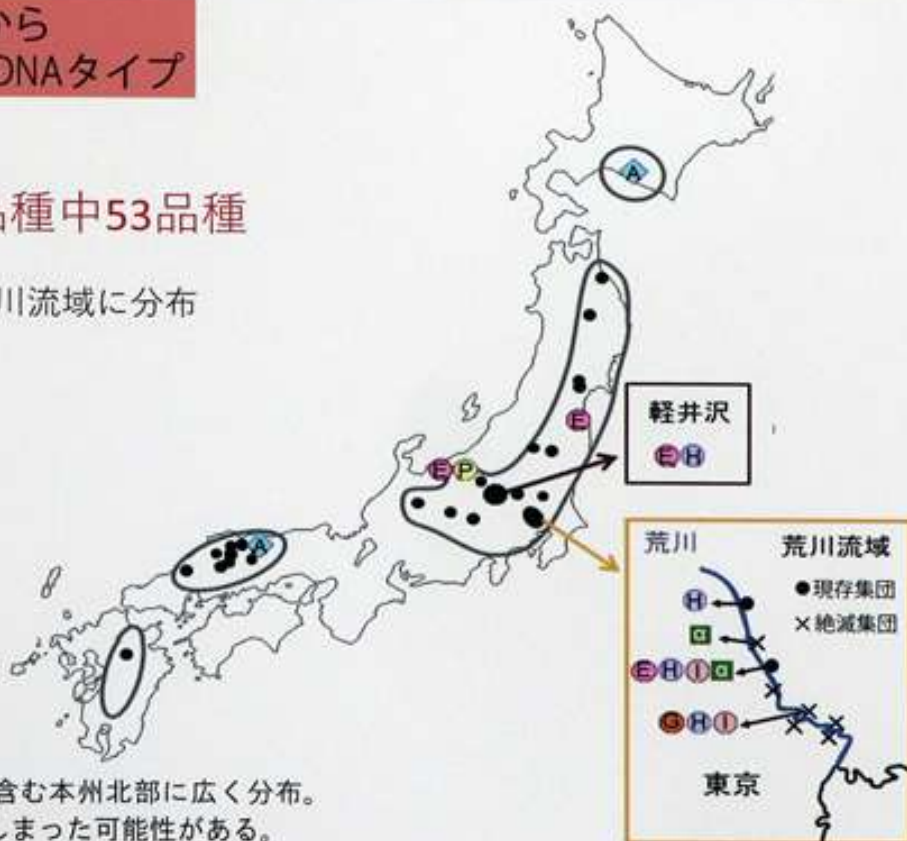 から
DNAタイプ
品種中53品種
川流域に分布
A
E
E P
A
軽井沢
E H
荒川 荒川流域
●現存集団
×絶滅集団
H
α
E H I α
G H I
東京
含む本州北部に広く分布。
しまった可能性がある。